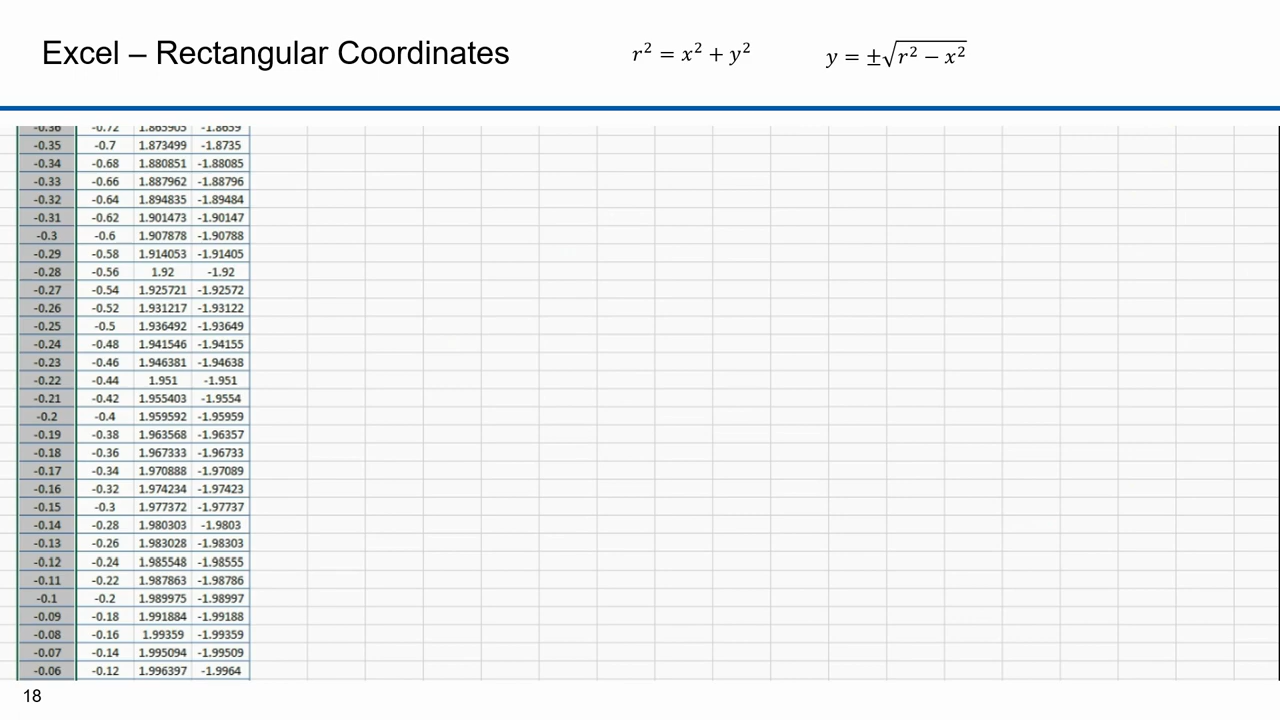 Excel – Rectangular Coordinates
r² = x² + y²
y = ±√(r² − x²)
-0.36 -0.72 1.865905 -1.8659
-0.35 -0.7 1.873499 -1.8735
-0.34 -0.68 1.880851 -1.88085
-0.33 -0.66 1.887962 -1.88796
-0.32 -0.64 1.894835 -1.89484
-0.31 -0.62 1.901473 -1.90147
-0.3 -0.6 1.907878 -1.90788
-0.29 -0.58 1.914053 -1.91405
-0.28 -0.56 1.92 -1.92
-0.27 -0.54 1.925721 -1.92572
-0.26 -0.52 1.931217 -1.93122
-0.25 -0.5 1.936492 -1.93649
-0.24 -0.48 1.941546 -1.94155
-0.23 -0.46 1.946381 -1.94638
-0.22 -0.44 1.951 -1.951
-0.21 -0.42 1.955403 -1.9554
-0.2 -0.4 1.959592 -1.95959
-0.19 -0.38 1.963568 -1.96357
-0.18 -0.36 1.967333 -1.96733
-0.17 -0.34 1.970888 -1.97089
-0.16 -0.32 1.974234 -1.97423
-0.15 -0.3 1.977372 -1.97737
-0.14 -0.28 1.980303 -1.9803
-0.13 -0.26 1.983028 -1.98303
-0.12 -0.24 1.985548 -1.98555
-0.11 -0.22 1.987863 -1.98786
-0.1 -0.2 1.989975 -1.98997
-0.09 -0.18 1.991884 -1.99188
-0.08 -0.16 1.99359 -1.99359
-0.07 -0.14 1.995094 -1.99509
-0.06 -0.12 1.996397 -1.9964
18